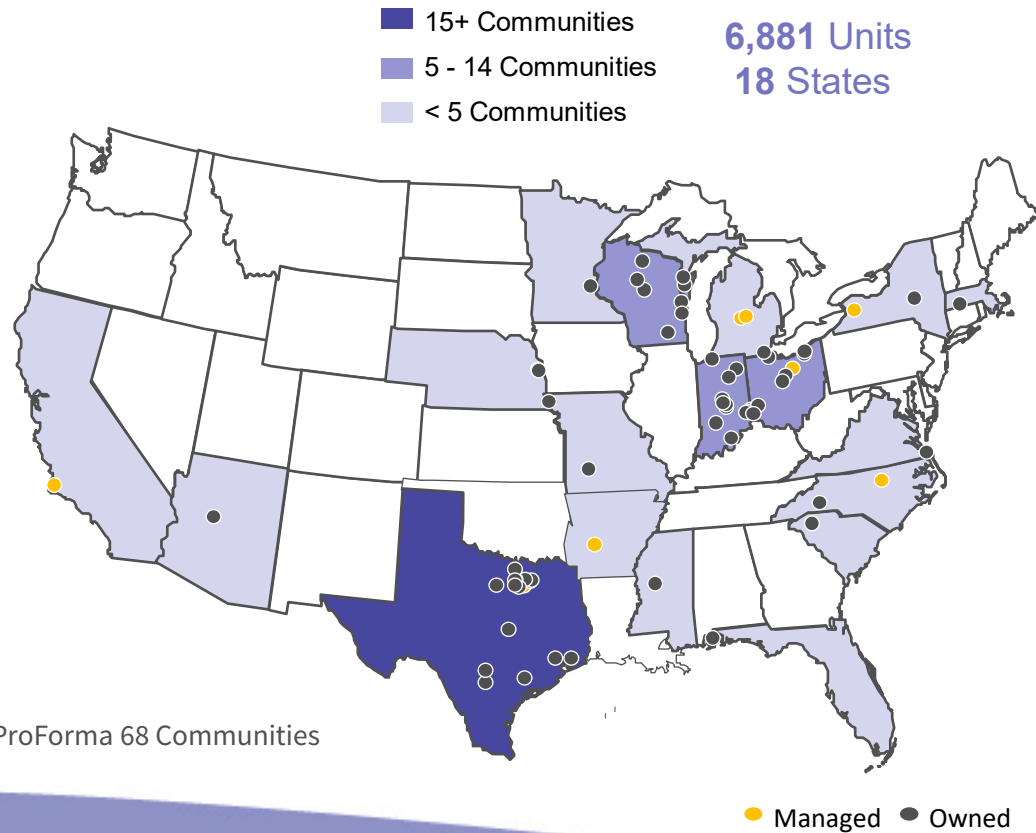 15+ Communities
5 - 14 Communities
< 5 Communities
6,881 Units
18 States
ProForma 68 Communities
Managed Owned